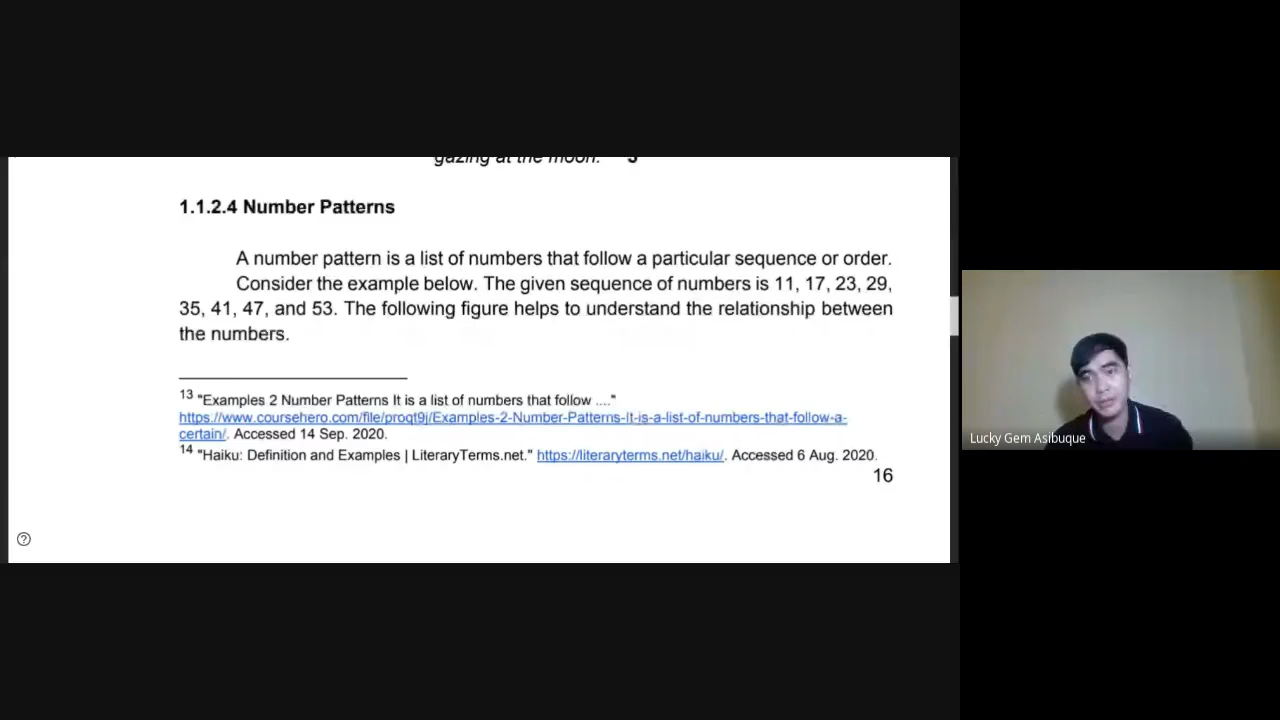 gazing at the moon. 5
1.1.2.4 Number Patterns
A number pattern is a list of numbers that follow a particular sequence or order.
Consider the example below. The given sequence of numbers is 11, 17, 23, 29,
35, 41, 47, and 53. The following figure helps to understand the relationship between
the numbers.
13 "Examples 2 Number Patterns It is a list of numbers that follow ...."
https://www.coursehero.com/file/proqt9j/Examples-2-Number-Patterns-It-is-a-list-of-numbers-that-follow-a-
certain/. Accessed 14 Sep. 2020.
14 "Haiku: Definition and Examples | LiteraryTerms.net." https://literaryterms.net/haiku/. Accessed 6 Aug. 2020.
16
Lucky Gem Asibuque